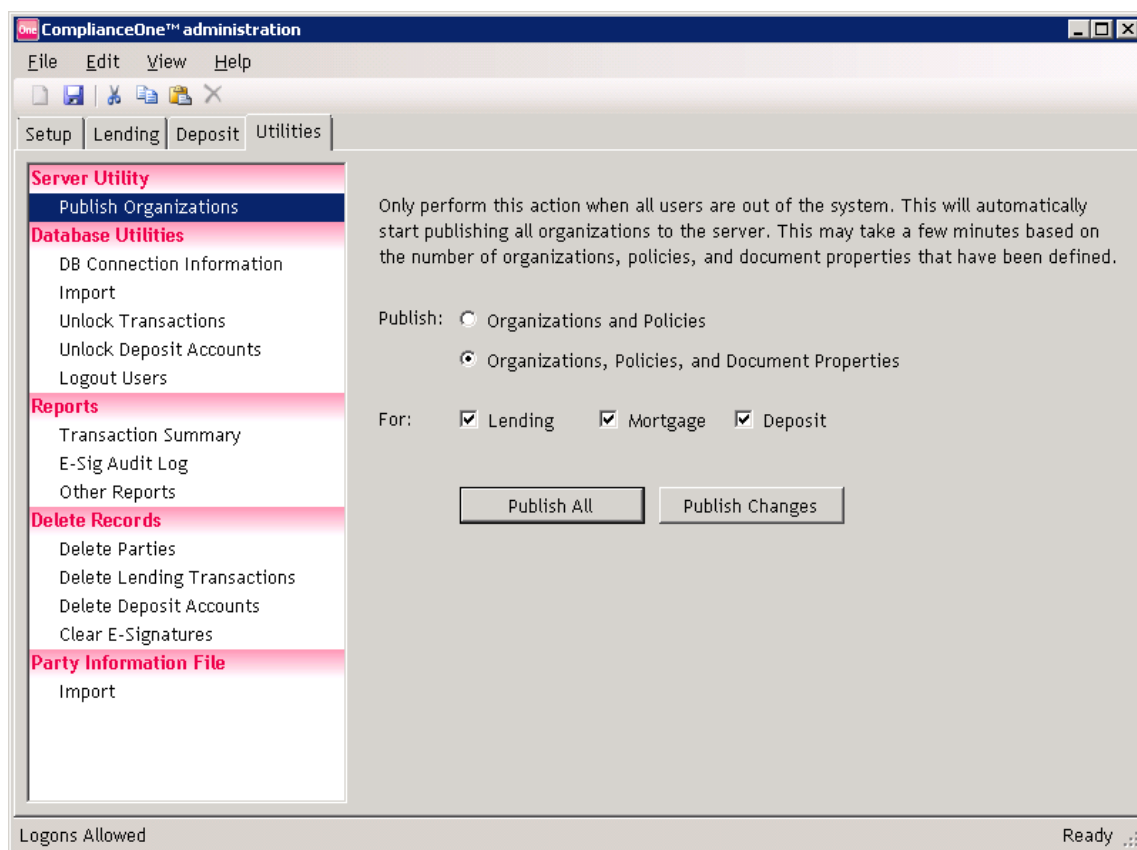 One ComplianceOne™ administration
File Edit View Help
Setup Lending Deposit Utilities
Server Utility
Publish Organizations
Database Utilities
DB Connection Information
Import
Unlock Transactions
Unlock Deposit Accounts
Logout Users
Reports
Transaction Summary
E-Sig Audit Log
Other Reports
Delete Records
Delete Parties
Delete Lending Transactions
Delete Deposit Accounts
Clear E-Signatures
Party Information File
Import
Only perform this action when all users are out of the system. This will automatically
start publishing all organizations to the server. This may take a few minutes based on
the number of organizations, policies, and document properties that have been defined.
Publish: Organizations and Policies
Organizations, Policies, and Document Properties
For: Lending Mortgage Deposit
Publish All Publish Changes
Logons Allowed Ready